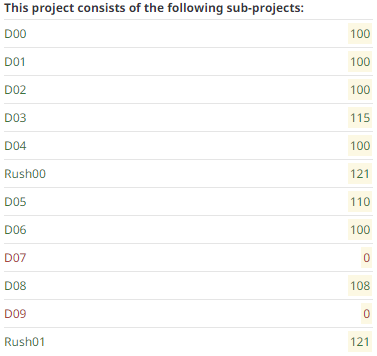 This project consists of the following sub-projects:
D00 100
D01 100
D02 100
D03 115
D04 100
Rush00 121
D05 110
D06 100
D07 0
D08 108
D09 0
Rush01 121